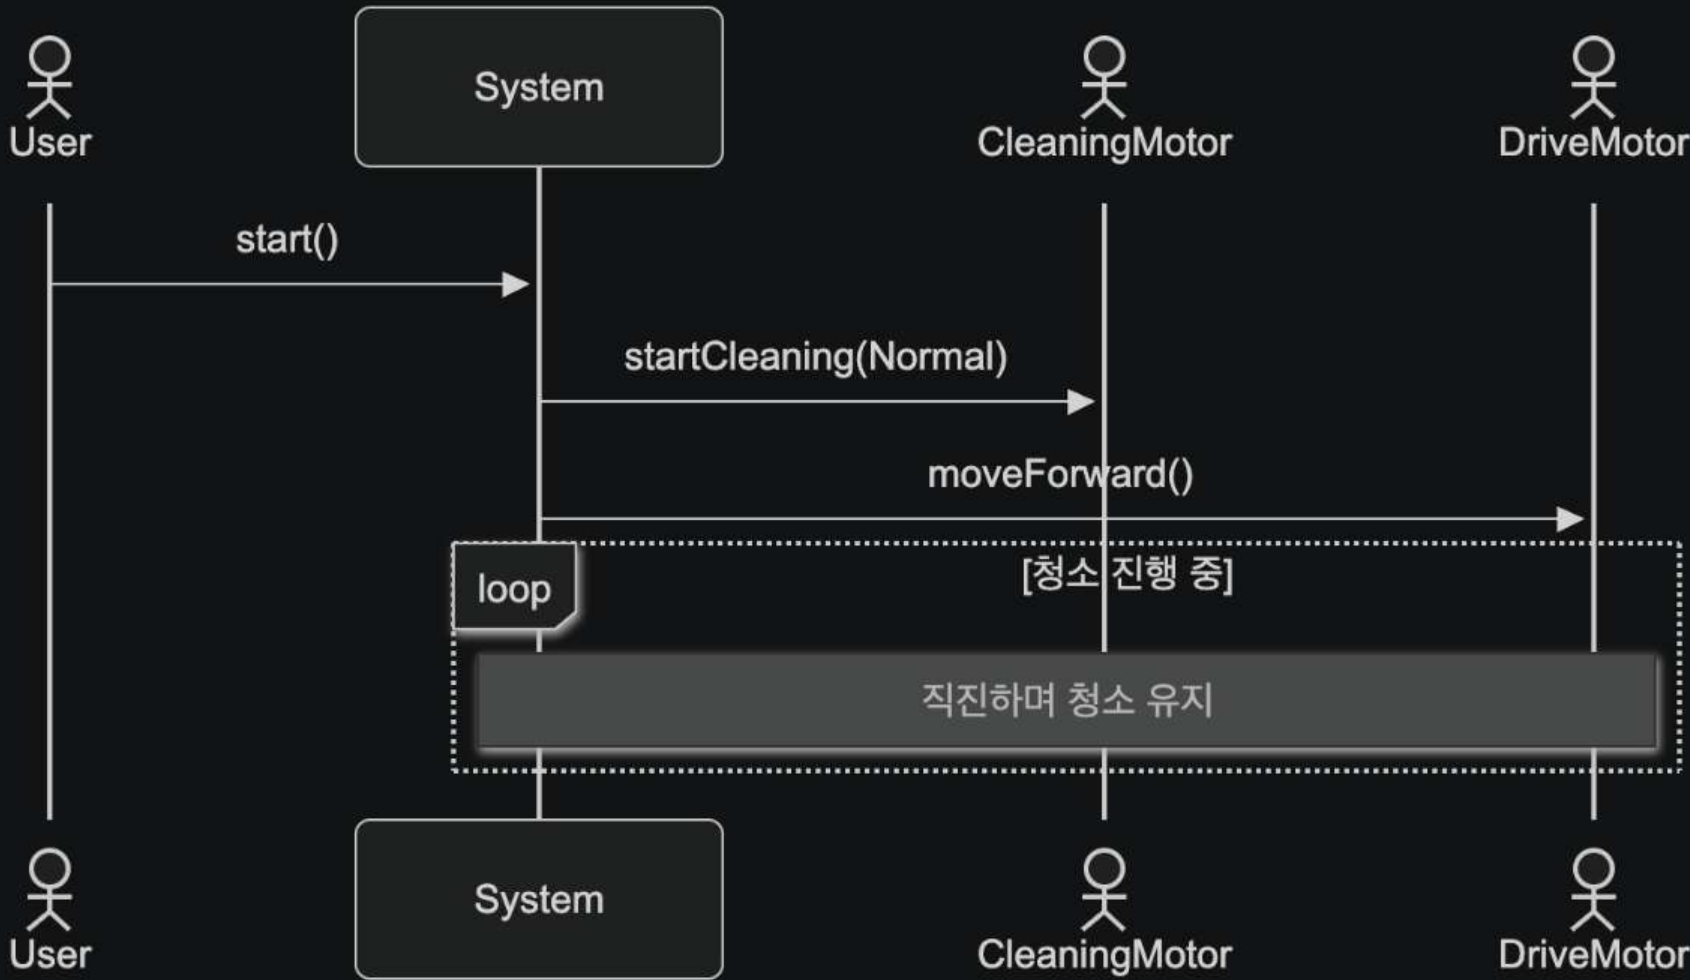 User
System
CleaningMotor
DriveMotor
start()
startCleaning(Normal)
moveForward()
loop
[청소 진행 중]
직진하며 청소 유지
User
System
CleaningMotor
DriveMotor